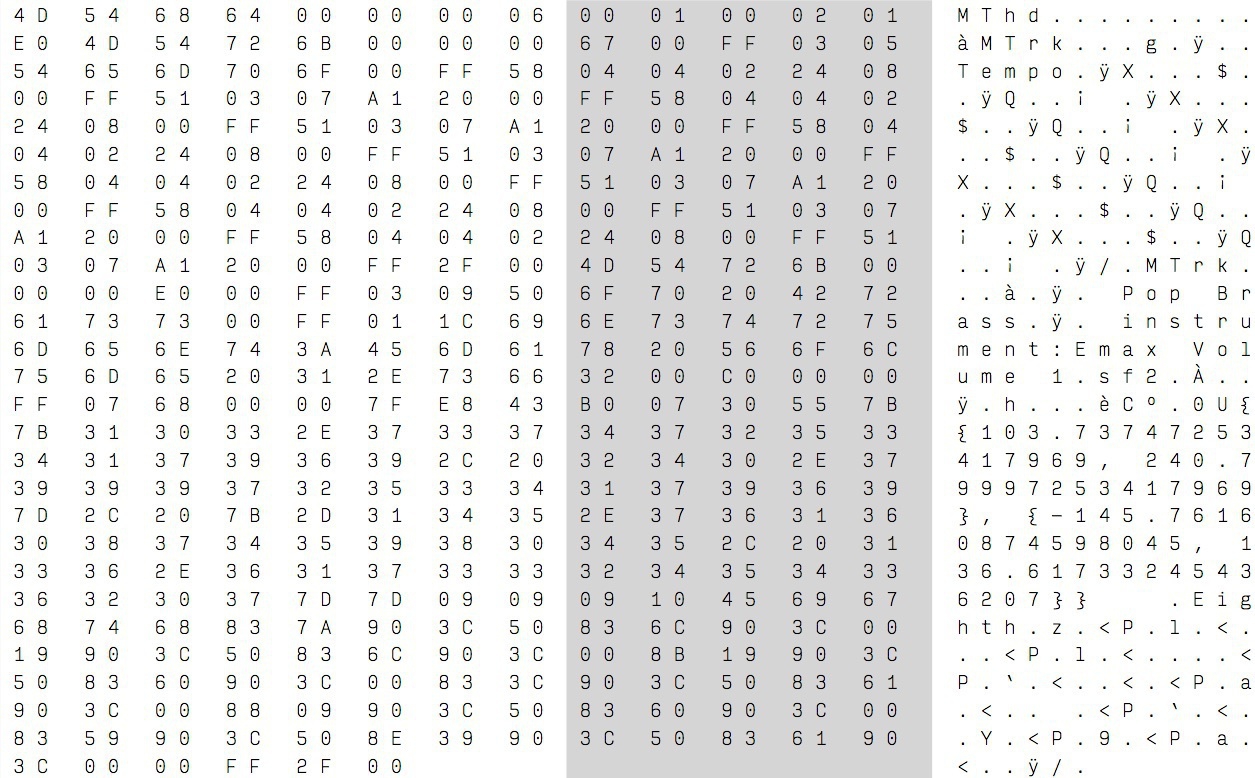 4D 54 68 64 00 00 00 06 00 01 00 02 01 MThd.........
E0 4D 54 72 6B 00 00 00 67 00 FF 03 05 àMTrk...g.ÿ..
54 65 6D 70 6F 00 FF 58 04 04 02 24 08 Tempo.ÿX...$.
00 FF 51 03 07 A1 20 00 FF 58 04 04 02 .ÿQ..¡ .ÿX...
24 08 00 FF 51 03 07 A1 20 00 FF 58 04 $..ÿQ..¡ .ÿX.
04 02 24 08 00 FF 51 03 07 A1 20 00 FF ..$..ÿQ..¡ .ÿ
58 04 04 02 24 08 00 FF 51 03 07 A1 20 X...$..ÿQ..¡
00 FF 58 04 04 02 24 08 00 FF 51 03 07 .ÿX...$..ÿQ..
A1 20 00 FF 58 04 04 02 24 08 00 FF 51 ¡ .ÿX...$..ÿQ
03 07 A1 20 00 FF 2F 00 4D 54 72 6B 00 ..¡ .ÿ/.MTrk.
00 00 E0 00 FF 03 09 50 6F 70 20 42 72 ..à.ÿ. Pop Br
61 73 73 00 FF 01 1C 69 6E 73 74 72 75 ass.ÿ. instru
6D 65 6E 74 3A 45 6D 61 78 20 56 6F 6C ment:Emax Vol
75 6D 65 20 31 2E 73 66 32 00 C0 00 00 ume 1.sf2.À..
FF 07 68 00 00 7F E8 43 B0 07 30 55 7B ÿ.h...èCº.0U{
7B 31 30 33 2E 37 33 37 34 37 32 35 33 {103.73747253
34 31 37 39 36 39 2C 20 32 34 30 2E 37 417969, 240.7
39 39 39 37 32 35 33 34 31 37 39 36 39 9997253417969
7D 2C 20 7B 2D 31 34 35 2E 37 36 31 36 }, {-145.7616
30 38 37 34 35 39 38 30 34 35 2C 20 31 0874598045, 1
33 36 2E 36 31 37 33 33 32 34 35 34 33 36.6173324543
36 32 30 37 7D 7D 09 09 09 10 45 69 67 6207}} .Eig
68 74 68 83 7A 90 3C 50 83 6C 90 3C 00 hth.z.<P.l.<.
19 90 3C 50 83 6C 90 3C 00 8B 19 90 3C ..<P.l.<....<
50 83 60 90 3C 00 83 3C 90 3C 50 83 61 P.`.<..<.<P.a
90 3C 00 88 09 90 3C 50 83 60 90 3C 00 .<.. .<P.`.<.
83 59 90 3C 50 8E 39 90 3C 50 83 61 90 .Y.<P.9.<P.a.
3C 00 00 FF 2F 00 <..ÿ/.